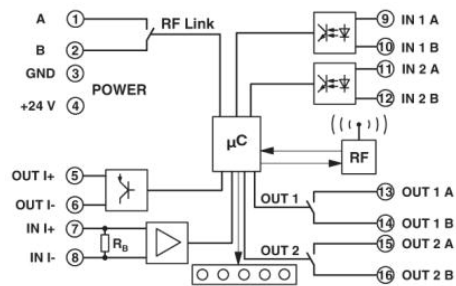 A 1 RF Link 9 IN 1 A
B 2 10 IN 1 B
GND 3 11 IN 2 A
POWER
+24 V 4 12 IN 2 B
µC RF
OUT I+ 5 13 OUT 1 A
OUT 1
OUT I- 6 14 OUT 1 B
IN I+ 7 15 OUT 2 A
RB OUT 2
IN I- 8 16 OUT 2 B